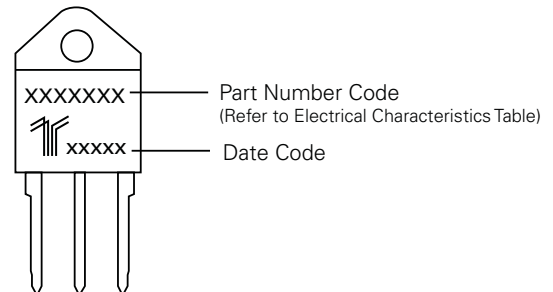 XXXXXXX
Part Number Code
(Refer to Electrical Characteristics Table)
xxxxx
Date Code